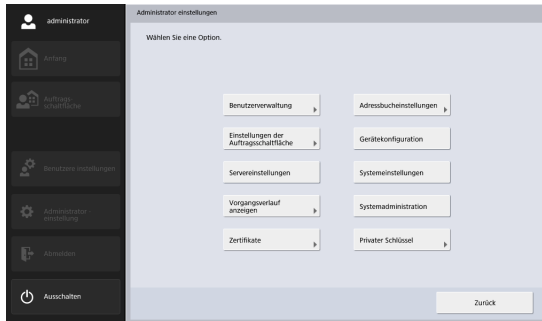 administrator
Anfang
Auftrags-
schaltfläche
Benutzere instellungen
Administrator-
einstellung
Abmelden
Ausschalten
Administrator einstellungen
Wählen Sie eine Option.
Benutzerverwaltung
Adressbucheinstellungen
Einstellungen der
Auftragsschaltfläche
Gerätekonfiguration
Servereinstellungen
Systemeinstellungen
Vorgangsverlauf
anzeigen
Systemadministration
Zertifikate
Privater Schlüssel
Zurück